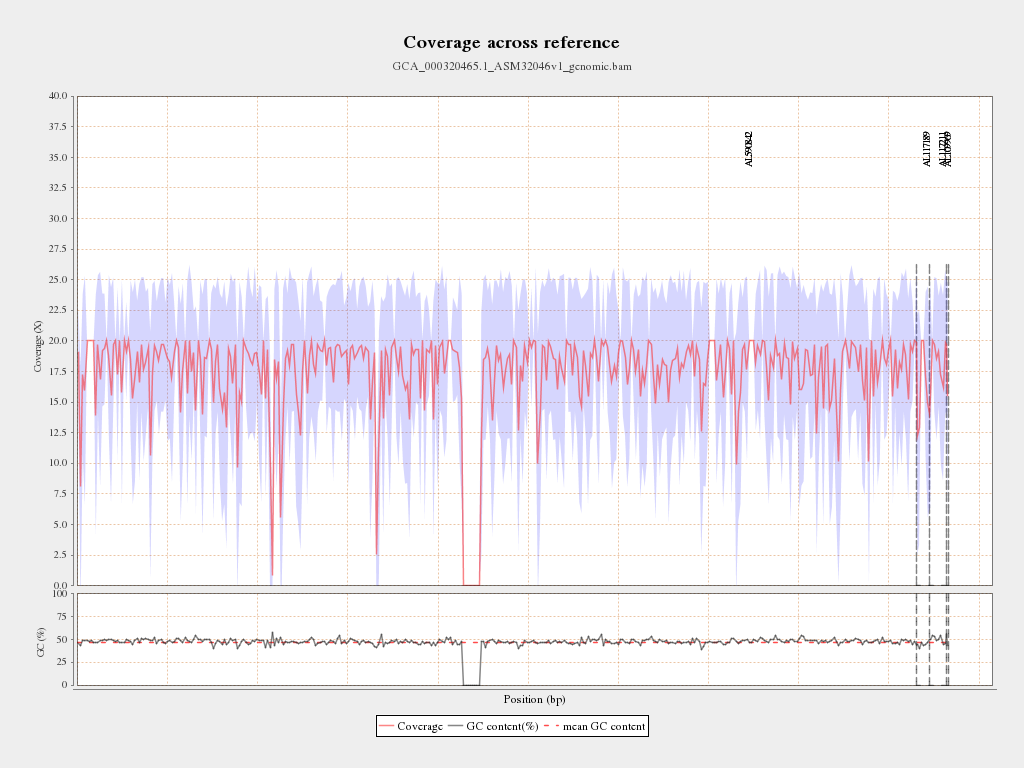 Coverage across reference
GCA_000320465.1_ASM32046v1_genomic.bam
40.0
37.5
35.0
32.5
30.0
27.5
25.0
22.5
20.0
17.5
15.0
12.5
10.0
7.5
5.0
2.5
0.0
Coverage (X)
AL590842
AL117189
AL117211
AL109969
100
75
50
25
0
GC (%)
Position (bp)
Coverage GC content(%) mean GC content